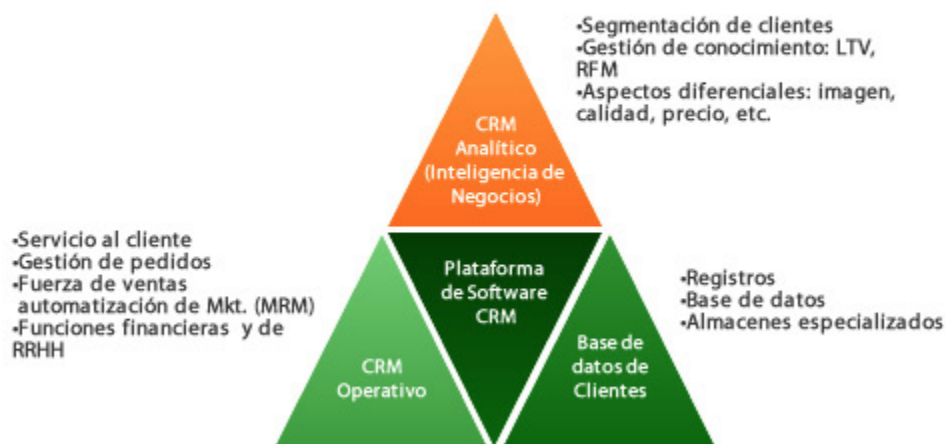 •Segmentación de clientes
•Gestión de conocimiento: LTV,
RFM
•Aspectos diferenciales: imagen,
calidad, precio, etc.
CRM
Analítico
(Inteligencia de
Negocios)
•Servicio al cliente
•Gestión de pedidos
•Fuerza de ventas
automatización de Mkt. (MRM)
•Funciones financieras y de
RRHH
Plataforma
de Software
CRM
•Registros
•Base de datos
•Almacenes especializados
CRM
Operativo
Base de
datos de
Clientes